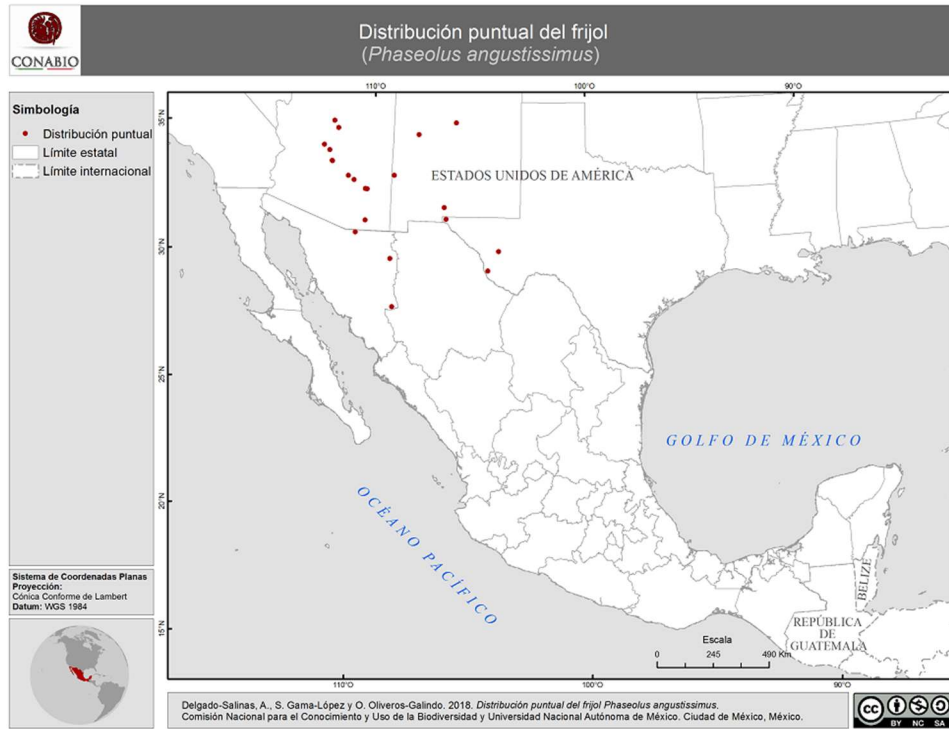 CONABIO
Distribución puntual del frijol
(Phaseolus angustissimus)
Simbología
Distribución puntual
Límite estatal
Límite internacional
110°O
100°O
90°O
35°N
30°N
25°N
20°N
15°N
ESTADOS UNIDOS DE AMÉRICA
GOLFO DE MÉXICO
OCÉANO PACÍFICO
BELIZE
REPÚBLICA
DE
GUATEMALA
Escala
0 245 490 Km
110°O
100°O
90°O
Sistema de Coordenadas Planas
Proyección:
Cónica Conforme de Lambert
Datum: WGS 1984
Delgado-Salinas, A., S. Gama-López y O. Oliveros-Galindo. 2018. Distribución puntual del frijol Phaseolus angustissimus.
Comisión Nacional para el Conocimiento y Uso de la Biodiversidad y Universidad Nacional Autónoma de México. Ciudad de México, México.
cc
BY NC SA